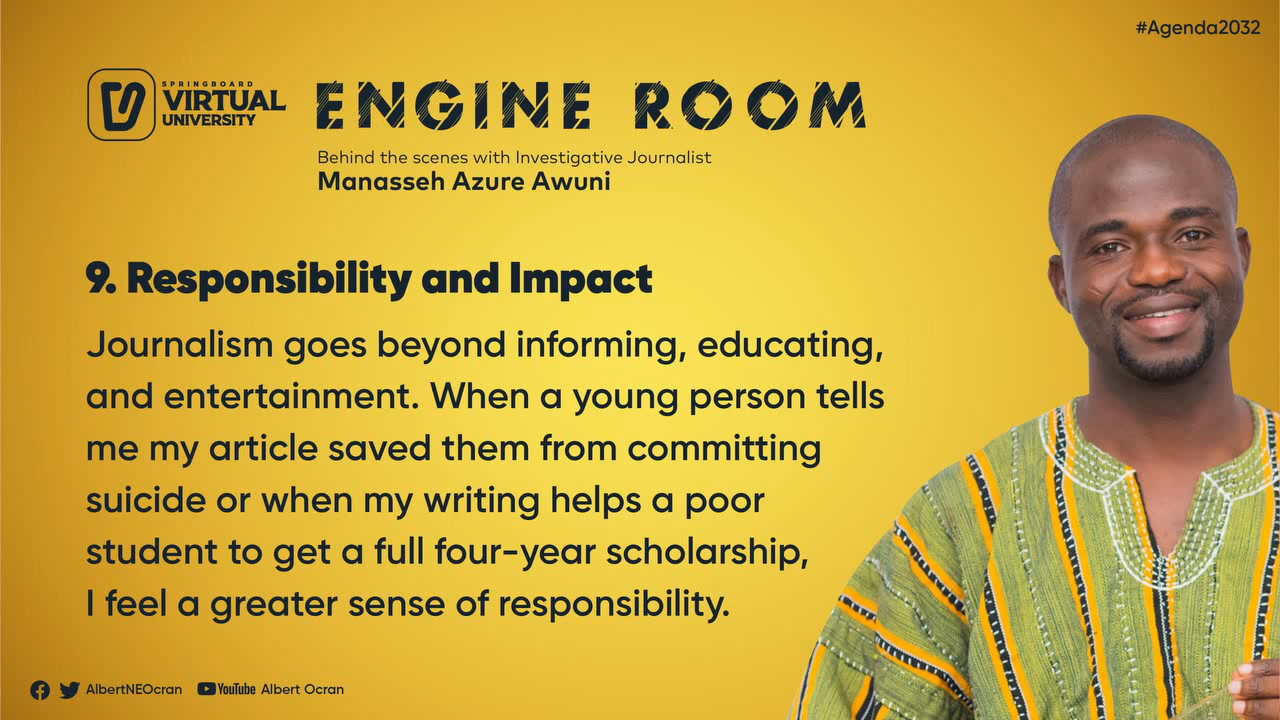 #Agenda2032
SPRINGBOARD
VIRTUAL
UNIVERSITY
ENGINE ROOM
Behind the scenes with Investigative Journalist
Manasseh Azure Awuni
9. Responsibility and Impact
Journalism goes beyond informing, educating,
and entertainment. When a young person tells
me my article saved them from committing
suicide or when my writing helps a poor
student to get a full four-year scholarship,
I feel a greater sense of responsibility.
AlbertNEOcran YouTube Albert Ocran